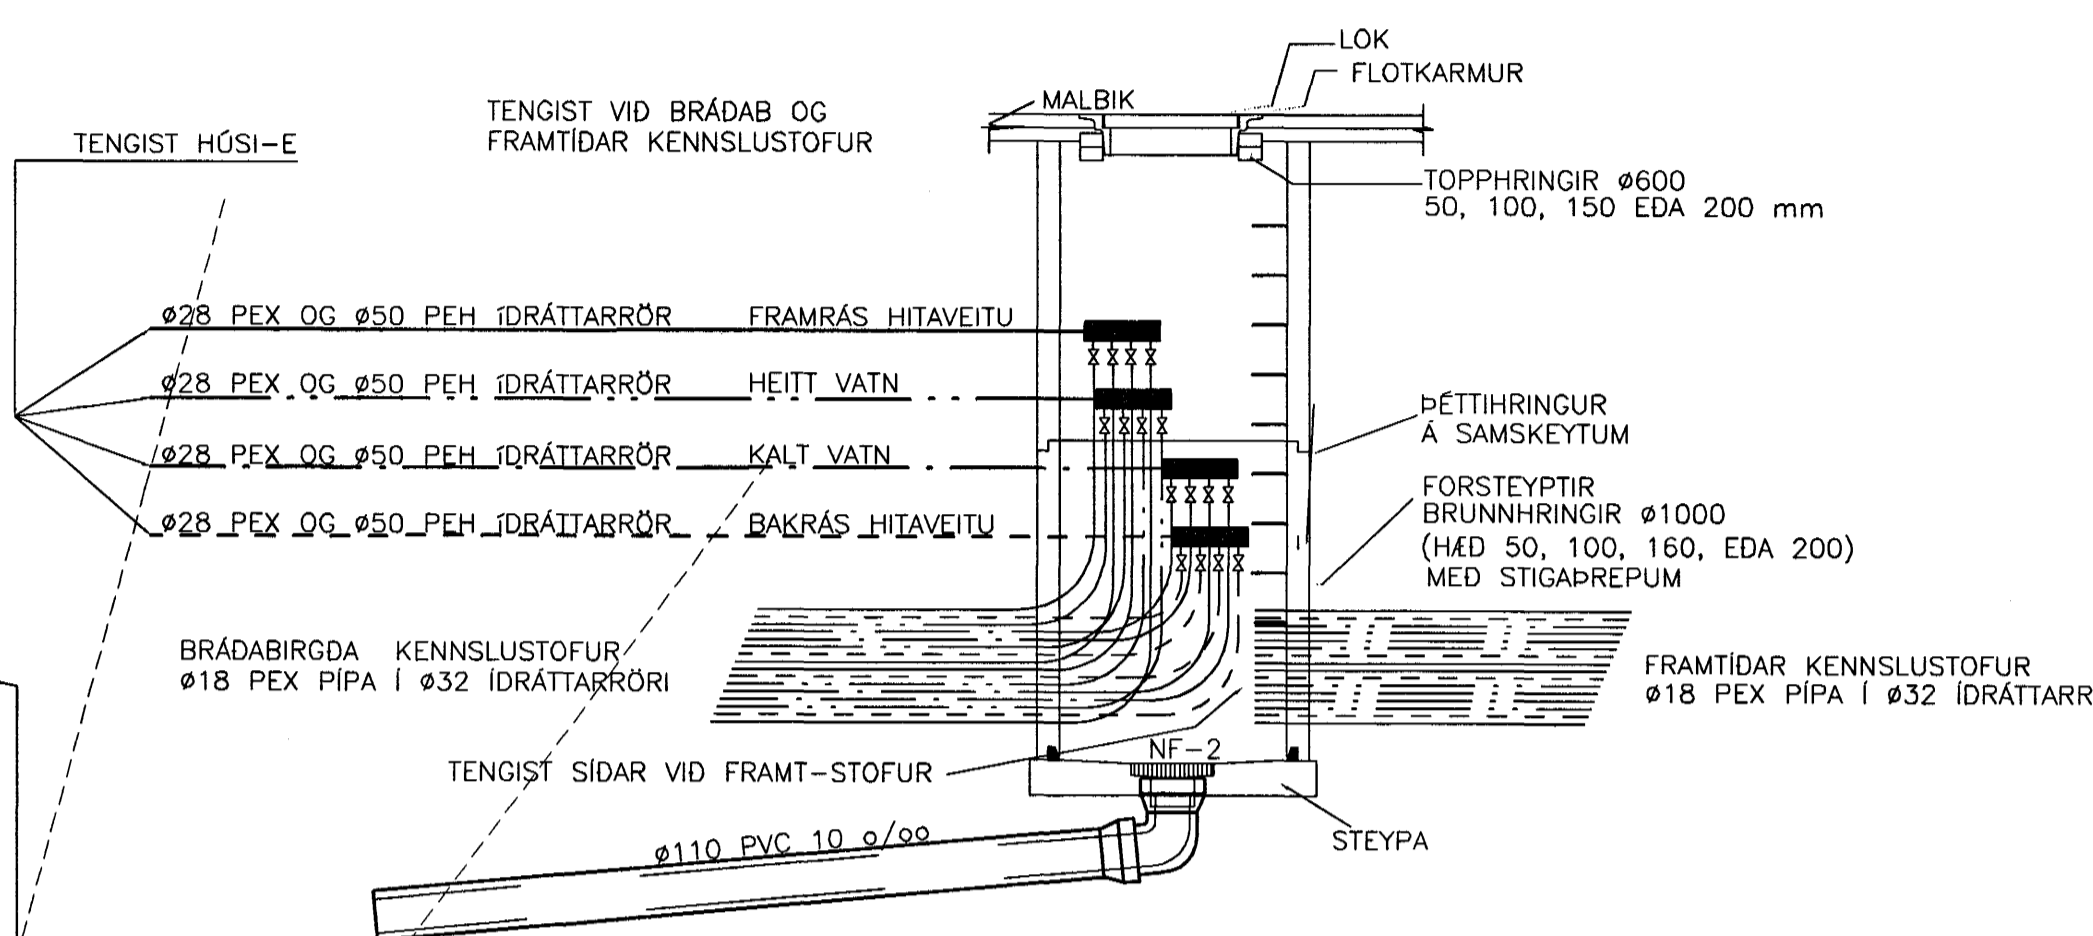 LOK
FLOTKARMUR
MALBIK
TENGIST VIÐ BRÁÐAB OG
FRAMTÍÐAR KENNSLUSTOFUR
TENGIST HÚSI-E
TOPPHRINGIR ø600
50, 100, 150 EÐA 200 mm
ø28 PEX OG ø50 PEH ÍDRÁTTARRÖR FRAMRÁS HITAVEITU
ø28 PEX OG ø50 PEH ÍDRÁTTARRÖR HEITT VATN
ø28 PEX OG ø50 PEH ÍDRÁTTARRÖR KALT VATN
ø28 PEX OG ø50 PEH ÍDRÁTTARRÖR BAKRÁS HITAVEITU
ÞÉTTIHRINGUR
Á SAMSKEYTUM
FORSTEYPTIR
BRUNNHRINGIR ø1000
(HÆÐ 50, 100, 160, EÐA 200)
MEÐ STIGAÞREPUM
BRÁÐABIRGÐA KENNSLUSTOFUR
ø18 PEX PÍPA Í ø32 ÍDRÁTTARRÖRI
FRAMTÍÐAR KENNSLUSTOFUR
ø18 PEX PÍPA Í ø32 ÍDRÁTTARR
NF-2
TENGIST SÍÐAR VIÐ FRAMT-STOFUR
STEYPA
ø110 PVC 10 o/oo